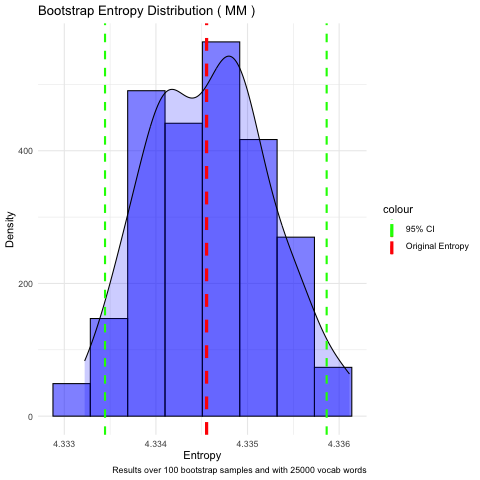 Bootstrap Entropy Distribution ( MM )
Density
400
200
0
4.333 4.334 4.335 4.336
Entropy
Results over 100 bootstrap samples and with 25000 vocab words
colour
95% CI
Original Entropy